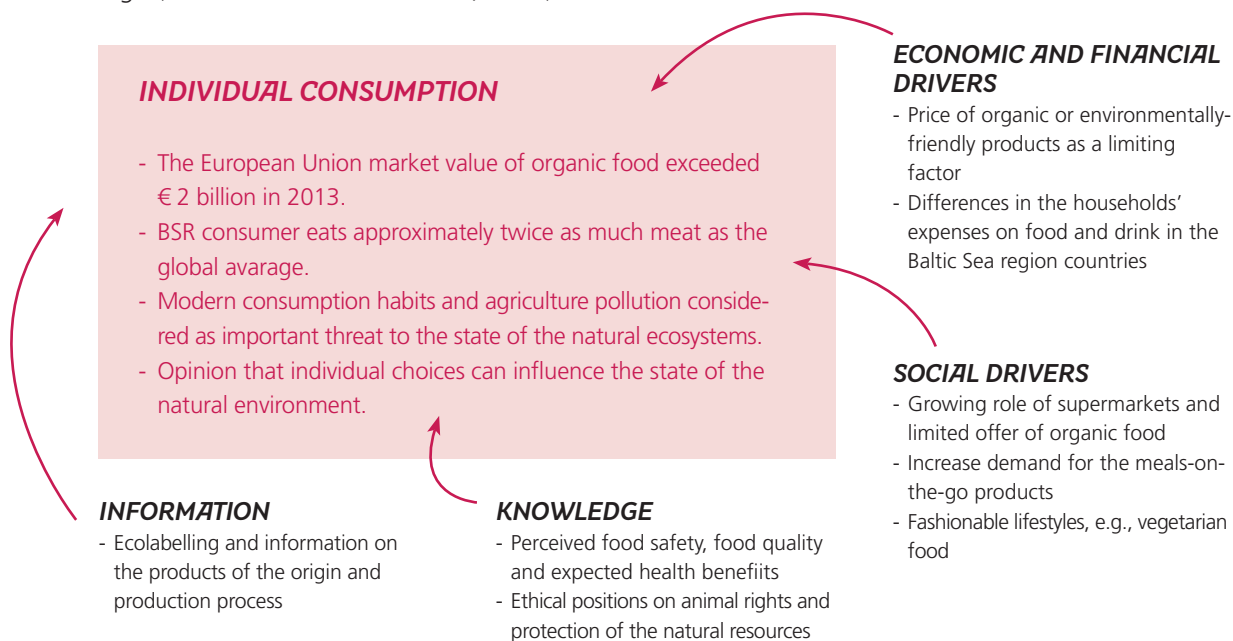 INDIVIDUAL CONSUMPTION
- The European Union market value of organic food exceeded
€ 2 billion in 2013.
- BSR consumer eats approximately twice as much meat as the
global avarage.
- Modern consumption habits and agriculture pollution conside-
red as important threat to the state of the natural ecosystems.
- Opinion that individual choices can influence the state of the
natural environment.
ECONOMIC AND FINANCIAL
DRIVERS
- Price of organic or environmentally-
friendly products as a limiting
factor
- Differences in the households’
expenses on food and drink in the
Baltic Sea region countries
SOCIAL DRIVERS
- Growing role of supermarkets and
limited offer of organic food
- Increase demand for the meals-on-
the-go products
- Fashionable lifestyles, e.g., vegetarian
food
INFORMATION
- Ecolabelling and information on
the products of the origin and
production process
KNOWLEDGE
- Perceived food safety, food quality
and expected health benefiits
- Ethical positions on animal rights and
protection of the natural resources